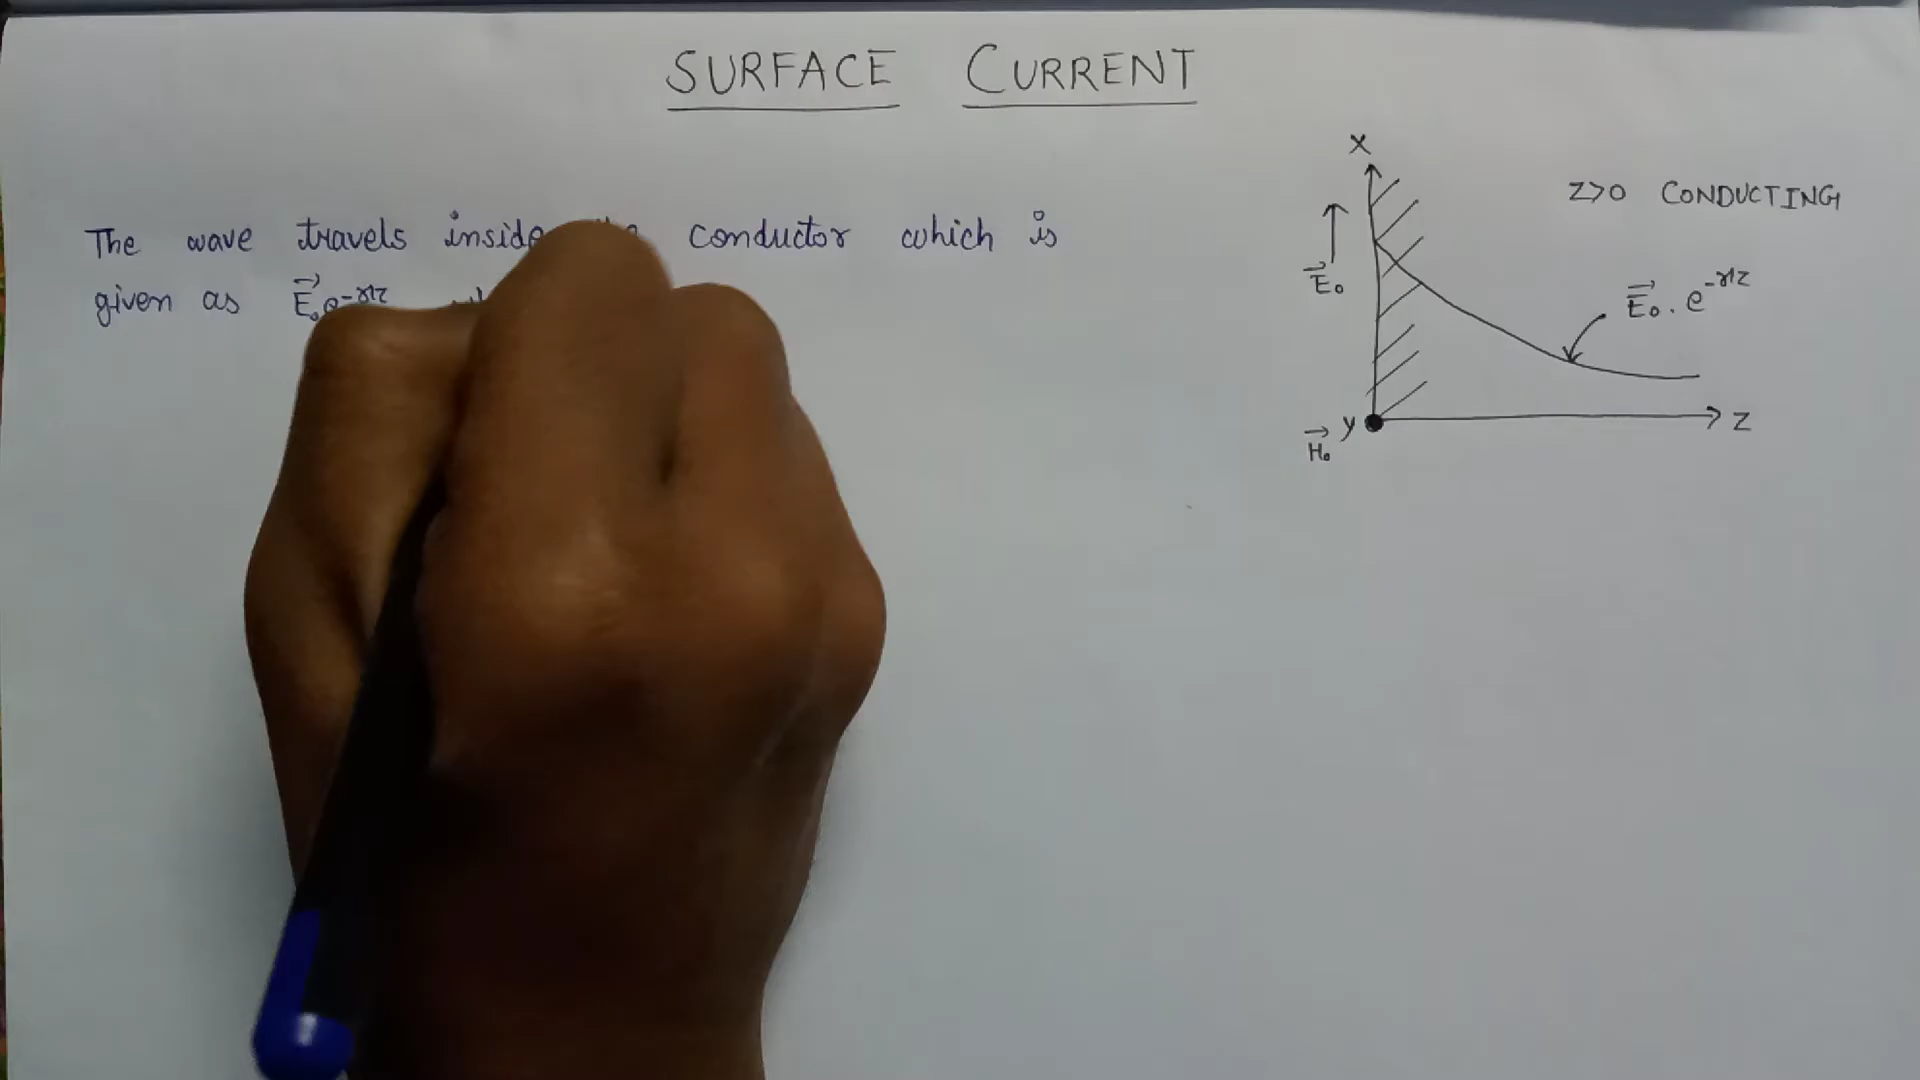 SURFACE CURRENT
The wave travels inside the conductor which is
given as E⃗₀e^-γz
X
Z>0 CONDUCTING
E⃗₀
E⃗₀.e^-γz
y
Z
H⃗₀